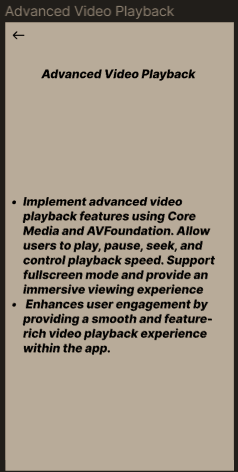 Advanced Video Playback
Advanced Video Playback
• Implement advanced video
playback features using Core
Media and AVFoundation. Allow
users to play, pause, seek, and
control playback speed. Support
fullscreen mode and provide an
immersive viewing experience
• Enhances user engagement by
providing a smooth and feature-
rich video playback experience
within the app.